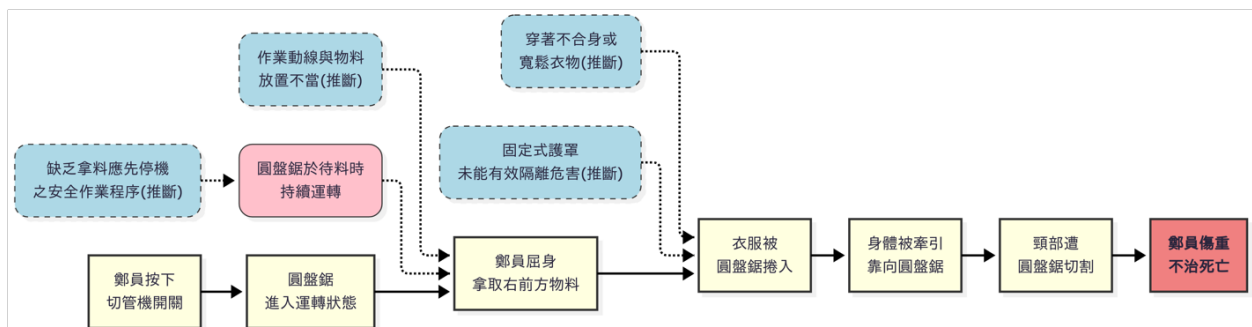 作業動線與物料
放置不當(推斷)
穿著不合身或
寬鬆衣物(推斷)
缺乏拿料應先停機
之安全作業程序(推斷)
圓盤鋸於待料時
持續運轉
固定式護罩
未能有效隔離危害(推斷)
鄭員按下
切管機開關
圓盤鋸
進入運轉狀態
鄭員屈身
拿取右前方物料
衣服被
圓盤鋸捲入
身體被牽引
靠向圓盤鋸
頸部遭
圓盤鋸切割
鄭員傷重
不治死亡